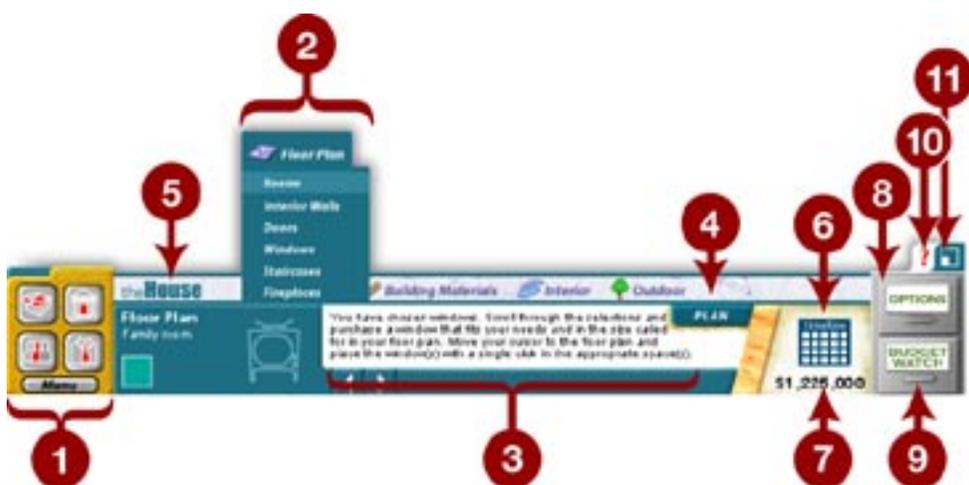 2
11
10
Floor Plan
8
5
Rooms
4
6
Interior Walls
Doors
Windows
Staircases
theHouse
Fireplaces
Building Materials
Interior
Outdoor
OPTIONS
Floor Plan
Family room
You have chosen windows. Scroll through the selections and
purchase a window that fits your needs and in the size called
for in your floor plan. Move your cursor to the floor plan and
place the window(s) with a single click in the appropriate space(s).
PLAN
Timeline
BUDGET
WATCH
Menu
$1,225,000
1
3
7
9